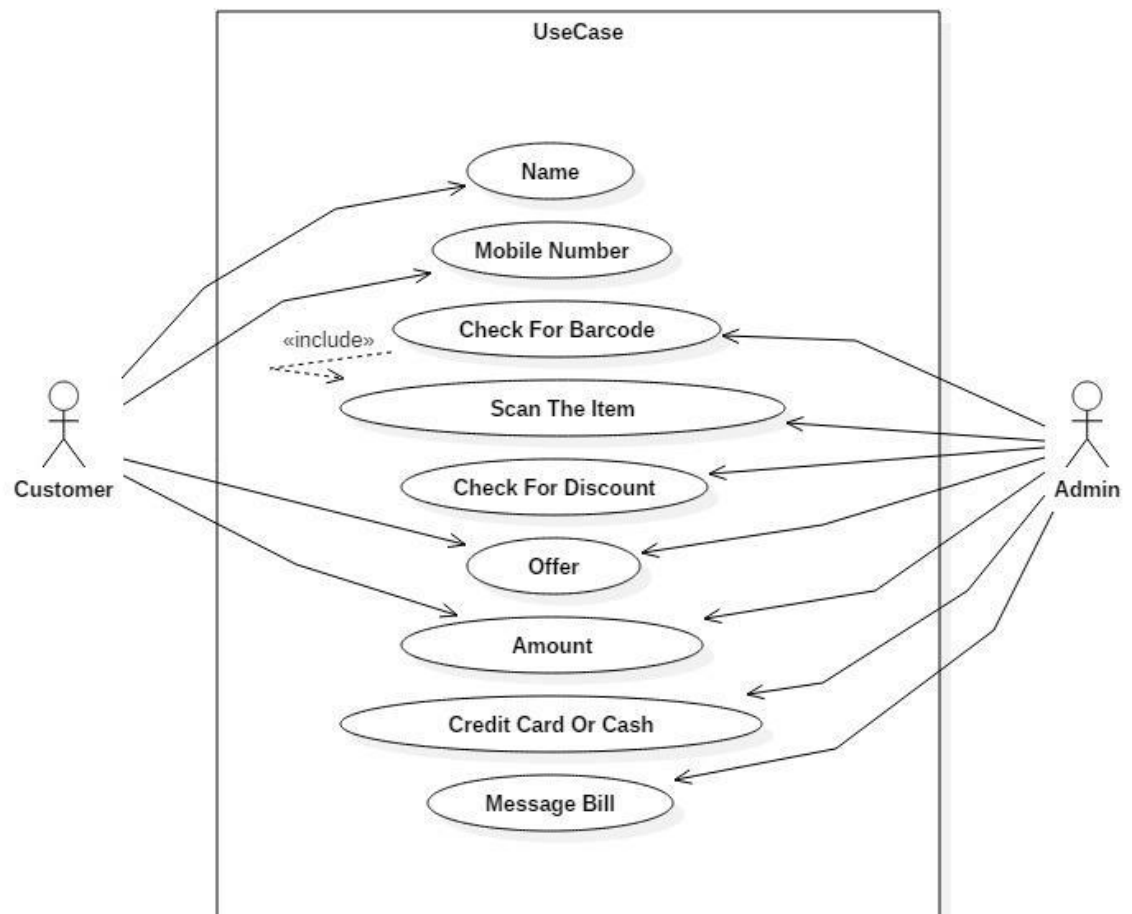 UseCase
Name
Mobile Number
Check For Barcode
«include»
Scan The Item
Customer
Check For Discount
Admin
Offer
Amount
Credit Card Or Cash
Message Bill